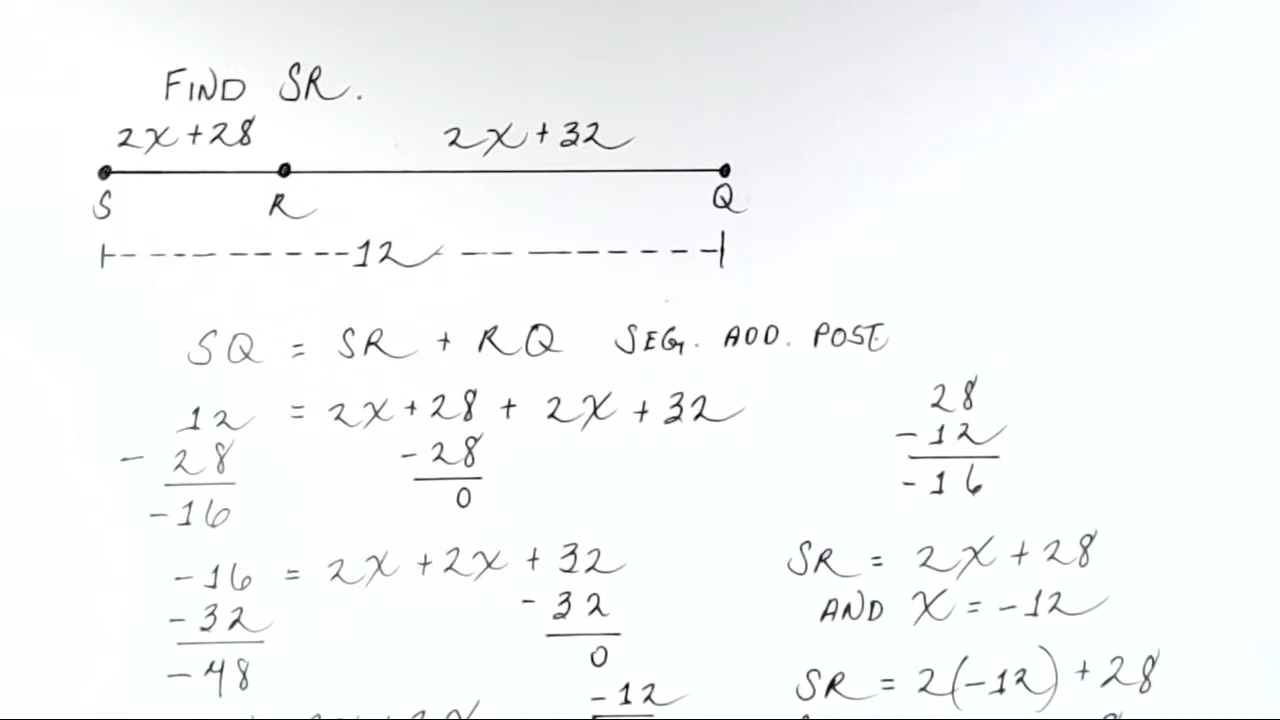 FIND SR.
2x+28 2x+32
S R Q
12
SQ = SR + RQ SEG. ADD. POST
12 = 2x+28 + 2x+32
- 28 - 28
-16 0
-16 = 2x+2x+32
-32 - 32
-48 0
-12
28
-12
-16
SR = 2x+28
AND x = -12
SR = 2(-12)+28